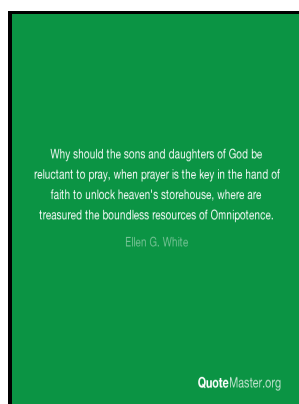 Why should the sons and daughters of God be
reluctant to pray, when prayer is the key in the hand of
faith to unlock heaven's storehouse, where are
treasured the boundless resources of Omnipotence.
Ellen G. White
QuoteMaster.org